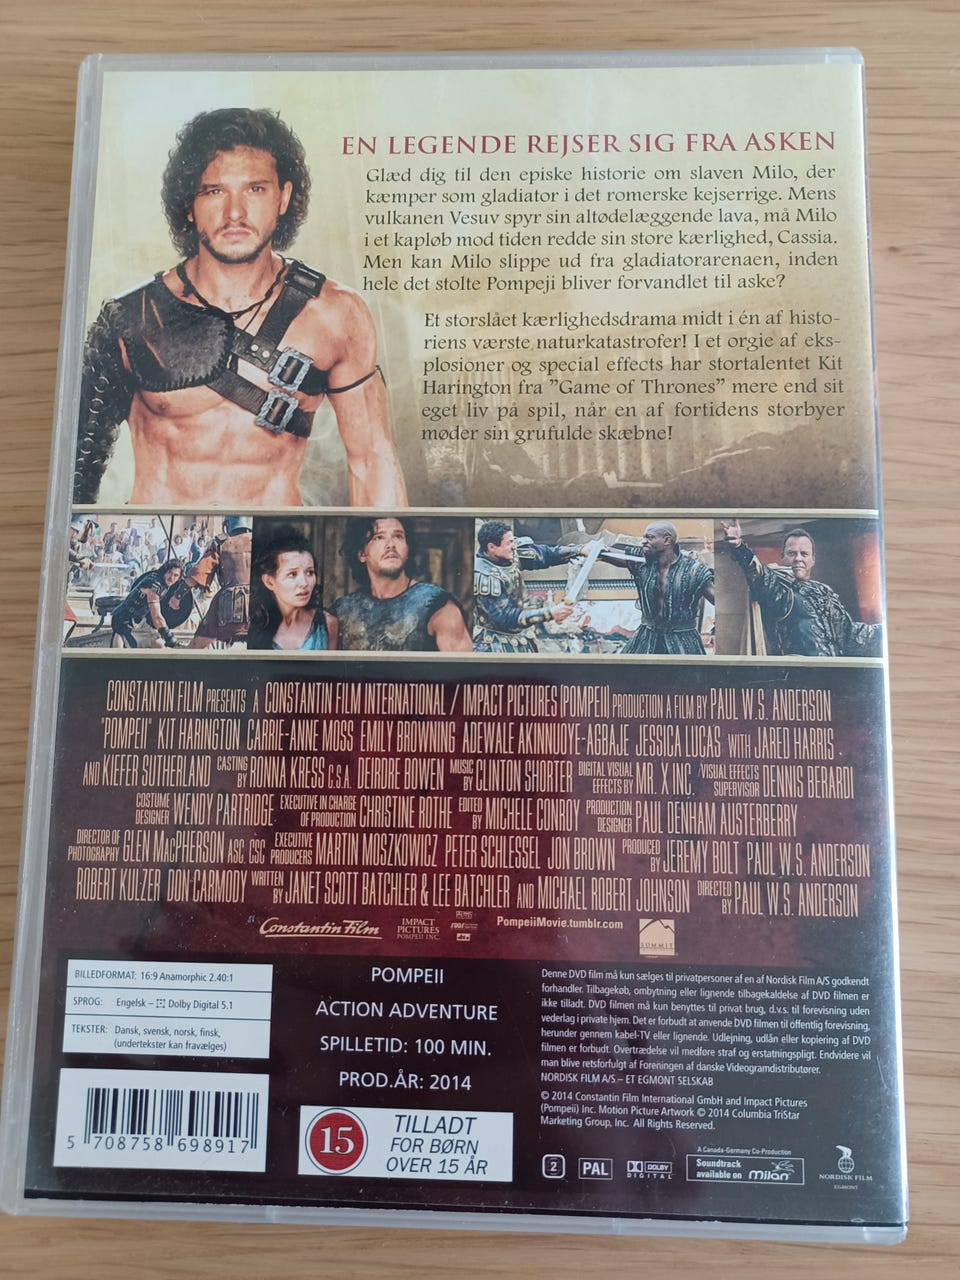 EN LEGENDE REJSER SIG FRA ASKEN
Glæd dig til den episke historie om slaven Milo, der
kæmper som gladiator i det romerske kejserrige. Mens
vulkanen Vesuv spyr sin altødelæggende lava, må Milo
i et kapløb mod tiden redde sin store kærlighed, Cassia.
Men kan Milo slippe ud fra gladiatorarenaen, inden
hele det stolte Pompeji bliver forvandlet til aske?
Et storslået kærlighedsdrama midt i én af histo-
riens værste naturkatastrofer! I et orgie af eks-
plosioner og special effects har stortalentet Kit
Harington fra ”Game of Thrones” mere end sit
eget liv på spil, når en af fortidens storbyer
møder sin grufulde skæbne!
CONSTANTIN FILM PRESENTS A CONSTANTIN FILM INTERNATIONAL / IMPACT PICTURES (POMPEII) PRODUCTION A FILM BY PAUL W.S. ANDERSON
"POMPEII" KIT HARINGTON CARRIE-ANNE MOSS EMILY BROWNING ADEWALE AKINNUOYE-AGBAJE JESSICA LUCAS WITH JARED HARRIS
AND KIEFER SUTHERLAND CASTING BY RONNA KRESS C.S.A. DEIRDRE BOWEN MUSIC BY CLINTON SHORTER DIGITAL VISUAL EFFECTS BY MR. X INC. VISUAL EFFECTS SUPERVISOR DENNIS BERARDI
COSTUME DESIGNER WENDY PARTRIDGE EXECUTIVE IN CHARGE OF PRODUCTION CHRISTINE ROTHE EDITED BY MICHELE CONROY PRODUCTION DESIGNER PAUL DENHAM AUSTERBERRY
DIRECTOR OF PHOTOGRAPHY GLEN MACPHERSON ASC, CSC EXECUTIVE PRODUCERS MARTIN MOSZKOWICZ PETER SCHLESSEL JON BROWN PRODUCED BY JEREMY BOLT PAUL W.S. ANDERSON
ROBERT KULZER DON CARMODY WRITTEN BY JANET SCOTT BATCHLER & LEE BATCHLER AND MICHAEL ROBERT JOHNSON DIRECTED BY PAUL W.S. ANDERSON
Constantin Film
IMPACT
PICTURES
POMPEII INC.
dts
PompeiiMovie.tumblr.com
SUMMIT
BILLEDFORMAT: 16:9 Anamorphic 2.40:1
SPROG: Engelsk – Dolby Digital 5.1
TEKSTER: Dansk, svensk, norsk, finsk,
(undertekster kan fravælges)
5 708758 698917
POMPEII
ACTION ADVENTURE
SPILLETID: 100 MIN.
PROD.ÅR: 2014
15
TILLADT
FOR BØRN
OVER 15 ÅR
Denne DVD film må kun sælges til privatpersoner af en af Nordisk Film A/S godkendt
forhandler. Tilbagekøb, ombytning eller lignende tilbagekaldelse af DVD filmen er
ikke tilladt. DVD filmen må kun benyttes til privat brug, d.v.s. til forevisning uden
vederlag i private hjem. Det er forbudt at anvende DVD filmen til offentlig forevisning,
herunder gennem kabel-TV eller lignende. Udlejning, udlån eller kopiering af DVD
filmen er forbudt. Overtrædelse vil medføre straf og erstatningspligt. Endvidere vil
man blive retsforfulgt af Foreningen af danske Videogramdistributører.
NORDISK FILM A/S – ET EGMONT SELSKAB
© 2014 Constantin Film International GmbH and Impact Pictures
(Pompeii) Inc. Motion Picture Artwork © 2014 Columbia TriStar
Marketing Group, Inc. All Rights Reserved.
A Canada-Germany Co-Production
2
PAL
DOLBY
DIGITAL
Soundtrack
available on milan
NORDISK FILM
EGMONT